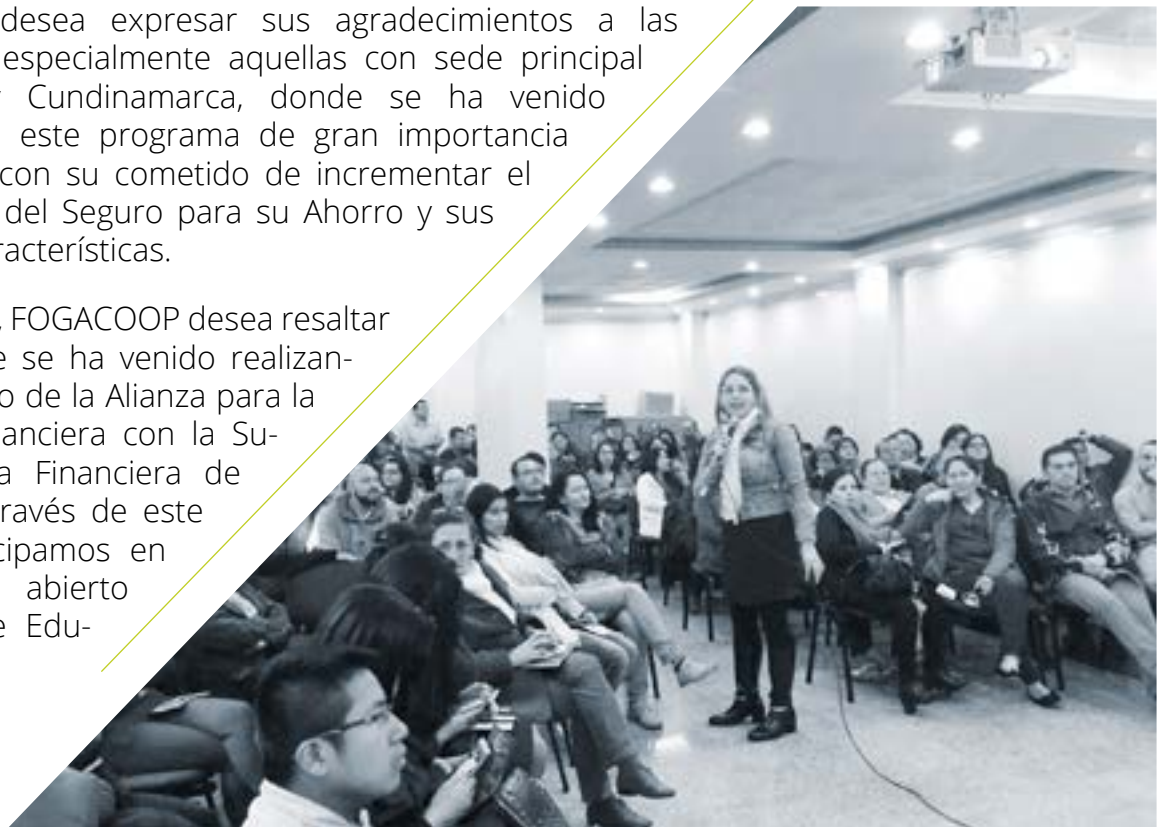 desea expresar sus agradecimientos a las
especialmente aquellas con sede principal
Cundinamarca, donde se ha venido
este programa de gran importancia
con su cometido de incrementar el
del Seguro para su Ahorro y sus
racterísticas.
FOGACOOP desea resaltar
e se ha venido realizan-
o de la Alianza para la
anciera con la Su-
a Financiera de
ravés de este
cipamos en
abierto
e Edu-